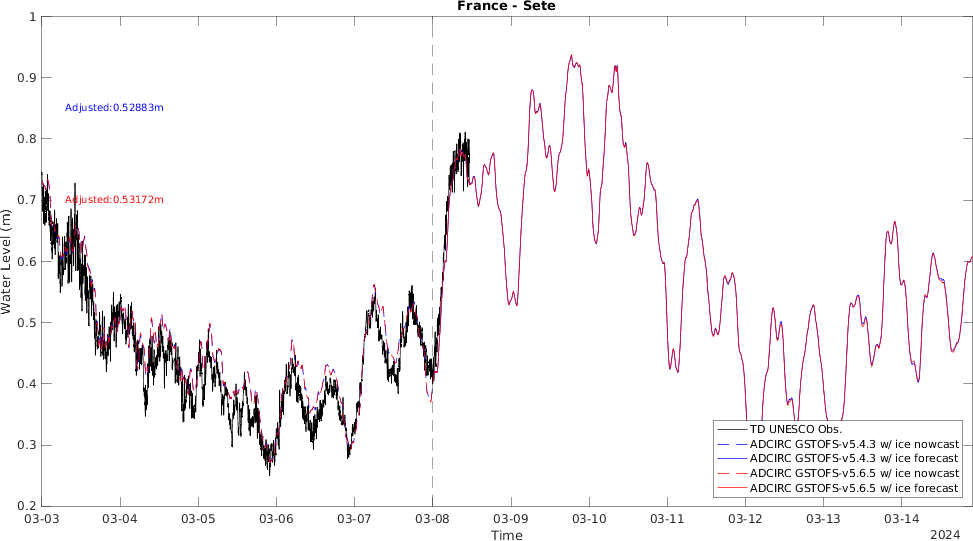 France - Sete
1
0.9
0.8
0.7
0.6
0.5
0.4
0.3
0.2
Water Level (m)
Adjusted:0.52883m
Adjusted:0.53172m
TD UNESCO Obs.
ADCIRC GSTOFS-v5.4.3 w/ ice nowcast
ADCIRC GSTOFS-v5.4.3 w/ ice forecast
ADCIRC GSTOFS-v5.6.5 w/ ice nowcast
ADCIRC GSTOFS-v5.6.5 w/ ice forecast
03-03 03-04 03-05 03-06 03-07 03-08 03-09 03-10 03-11 03-12 03-13 03-14
Time
2024